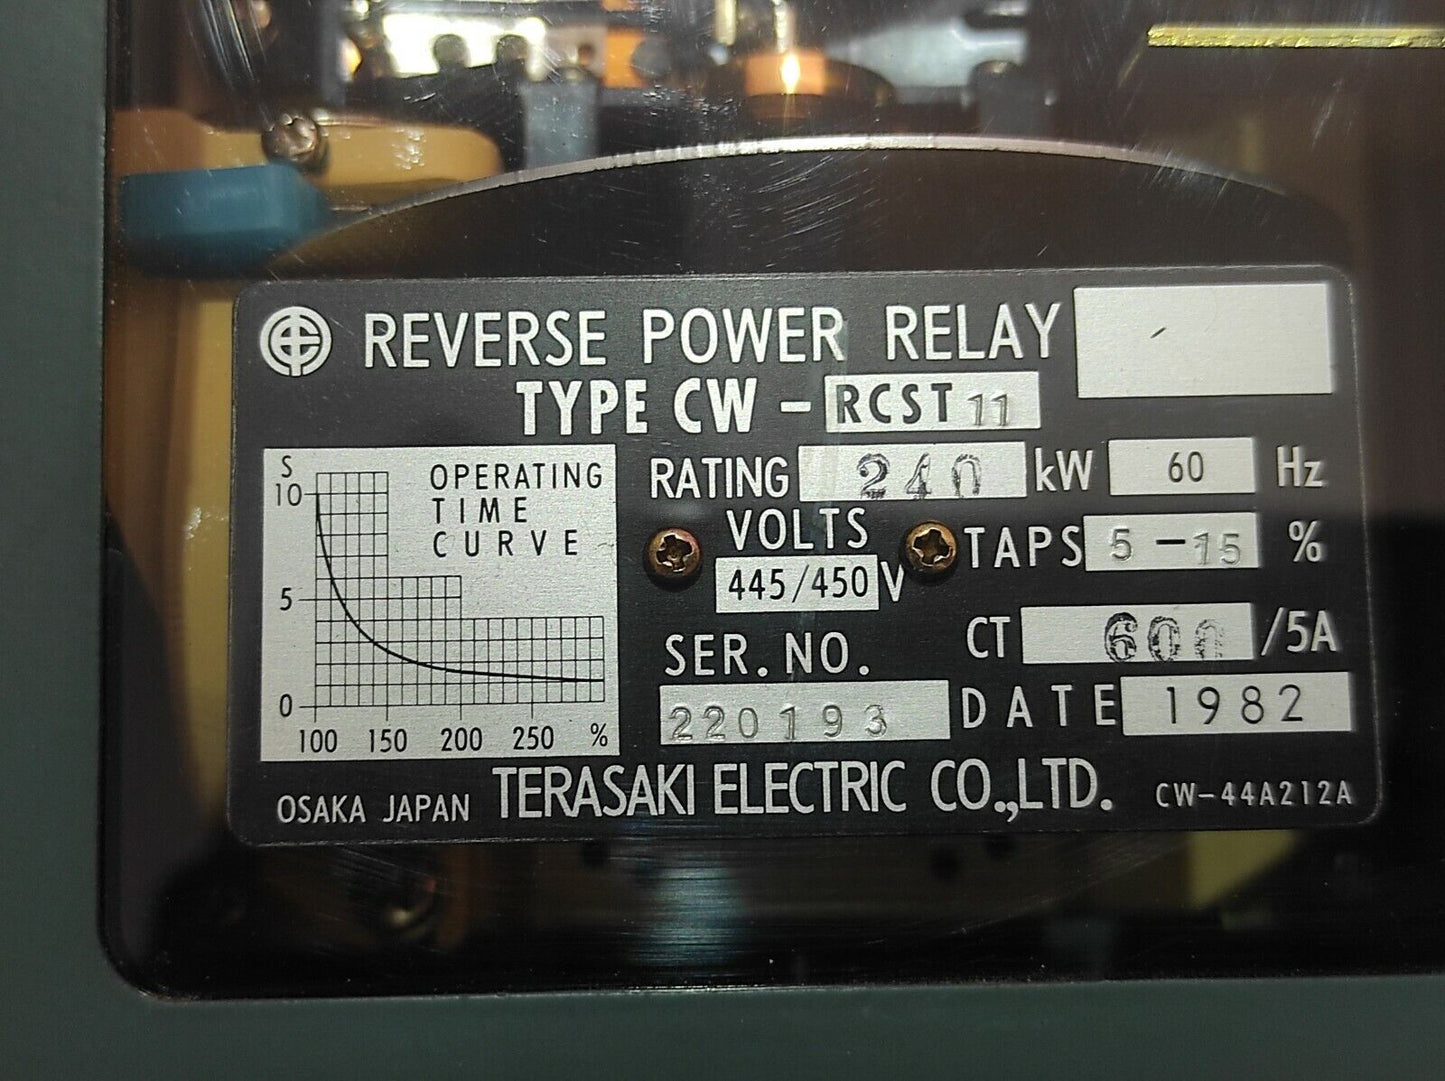 REVERSE POWER RELAY
TYPE CW-RCST11
S
10
5
0
100 150 200 250 %
OPERATING
TIME
CURVE
RATING 240 kW 60 Hz
VOLTS
445/450 V
TAPS 5-15 %
CT 600 /5A
SER.NO.
220193
DATE 1982
OSAKA JAPAN TERASAKI ELECTRIC CO.,LTD. CW-44A212A